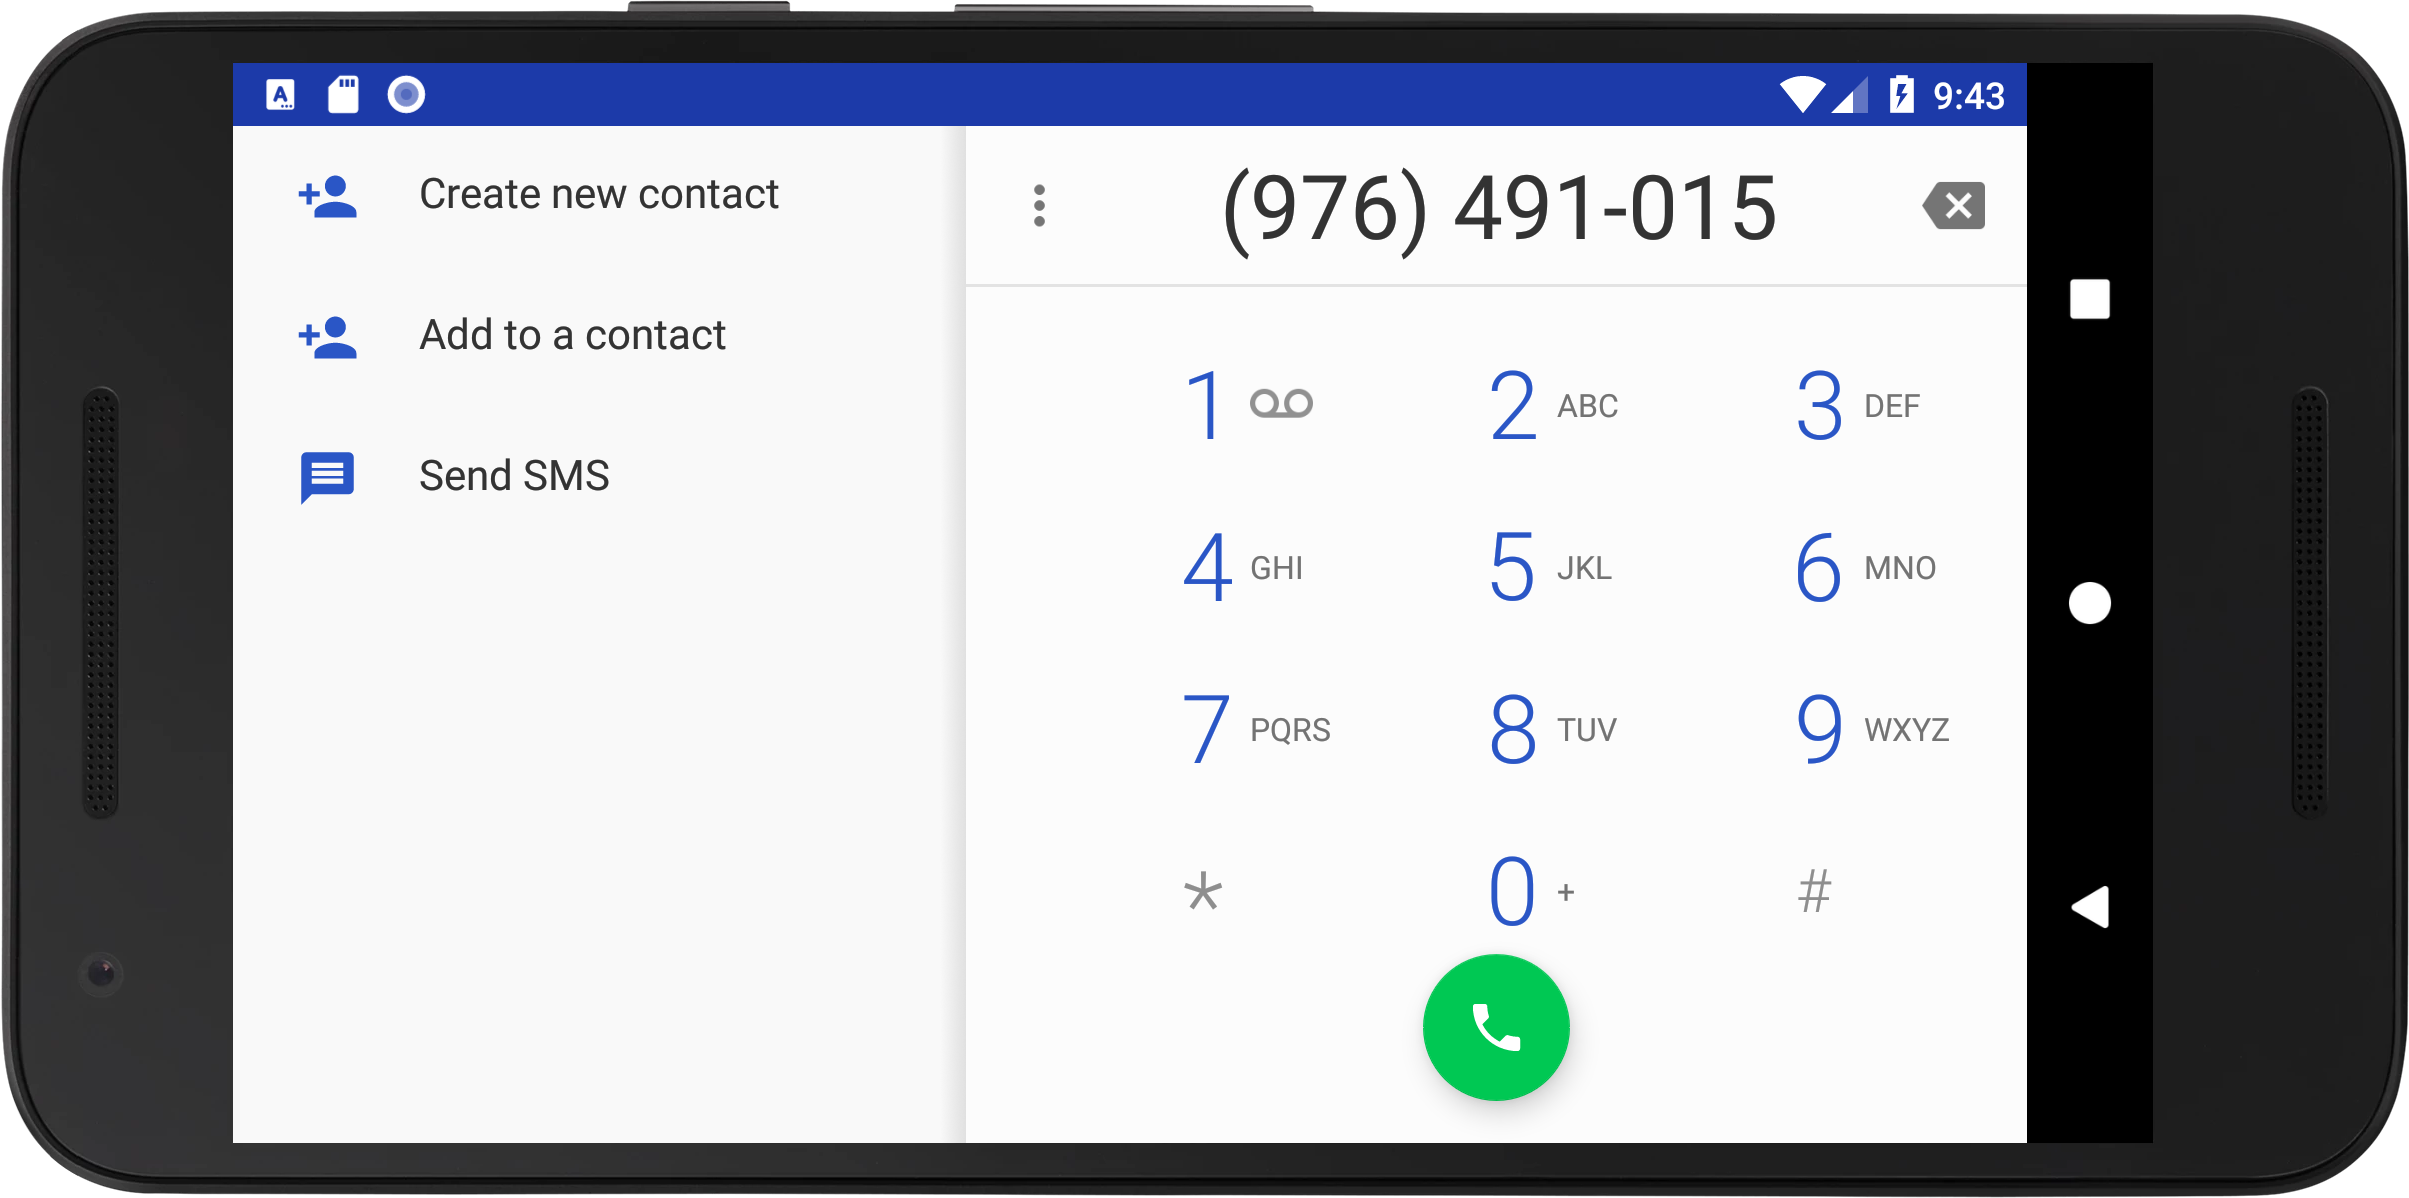 A
9:43
Create new contact
Add to a contact
Send SMS
(976) 491-015
1
2 ABC
3 DEF
4 GHI
5 JKL
6 MNO
7 PQRS
8 TUV
9 WXYZ
*
0 +
#